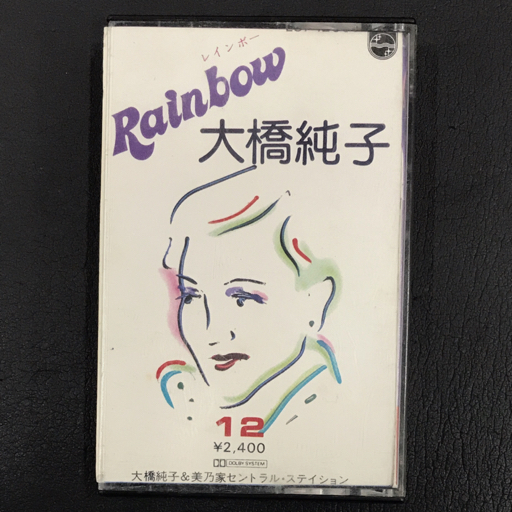 レインボー
Rainbow
大橋純子
12
¥2,400
DOLBY SYSTEM
大橋純子&美乃家セントラル・ステイション